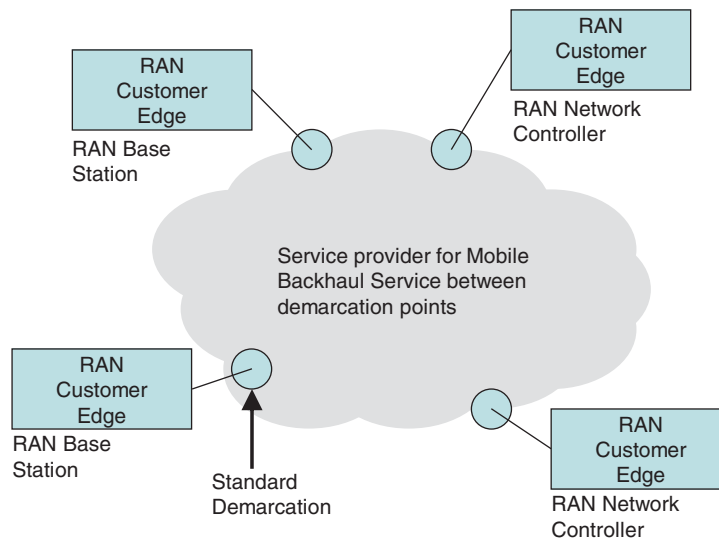 RAN
Customer
Edge
RAN Network
Controller
RAN
Customer
Edge
RAN Base
Station
Service provider for Mobile
Backhaul Service between
demarcation points
RAN
Customer
Edge
RAN Base
Station
Standard
Demarcation
RAN
Customer
Edge
RAN Network
Controller